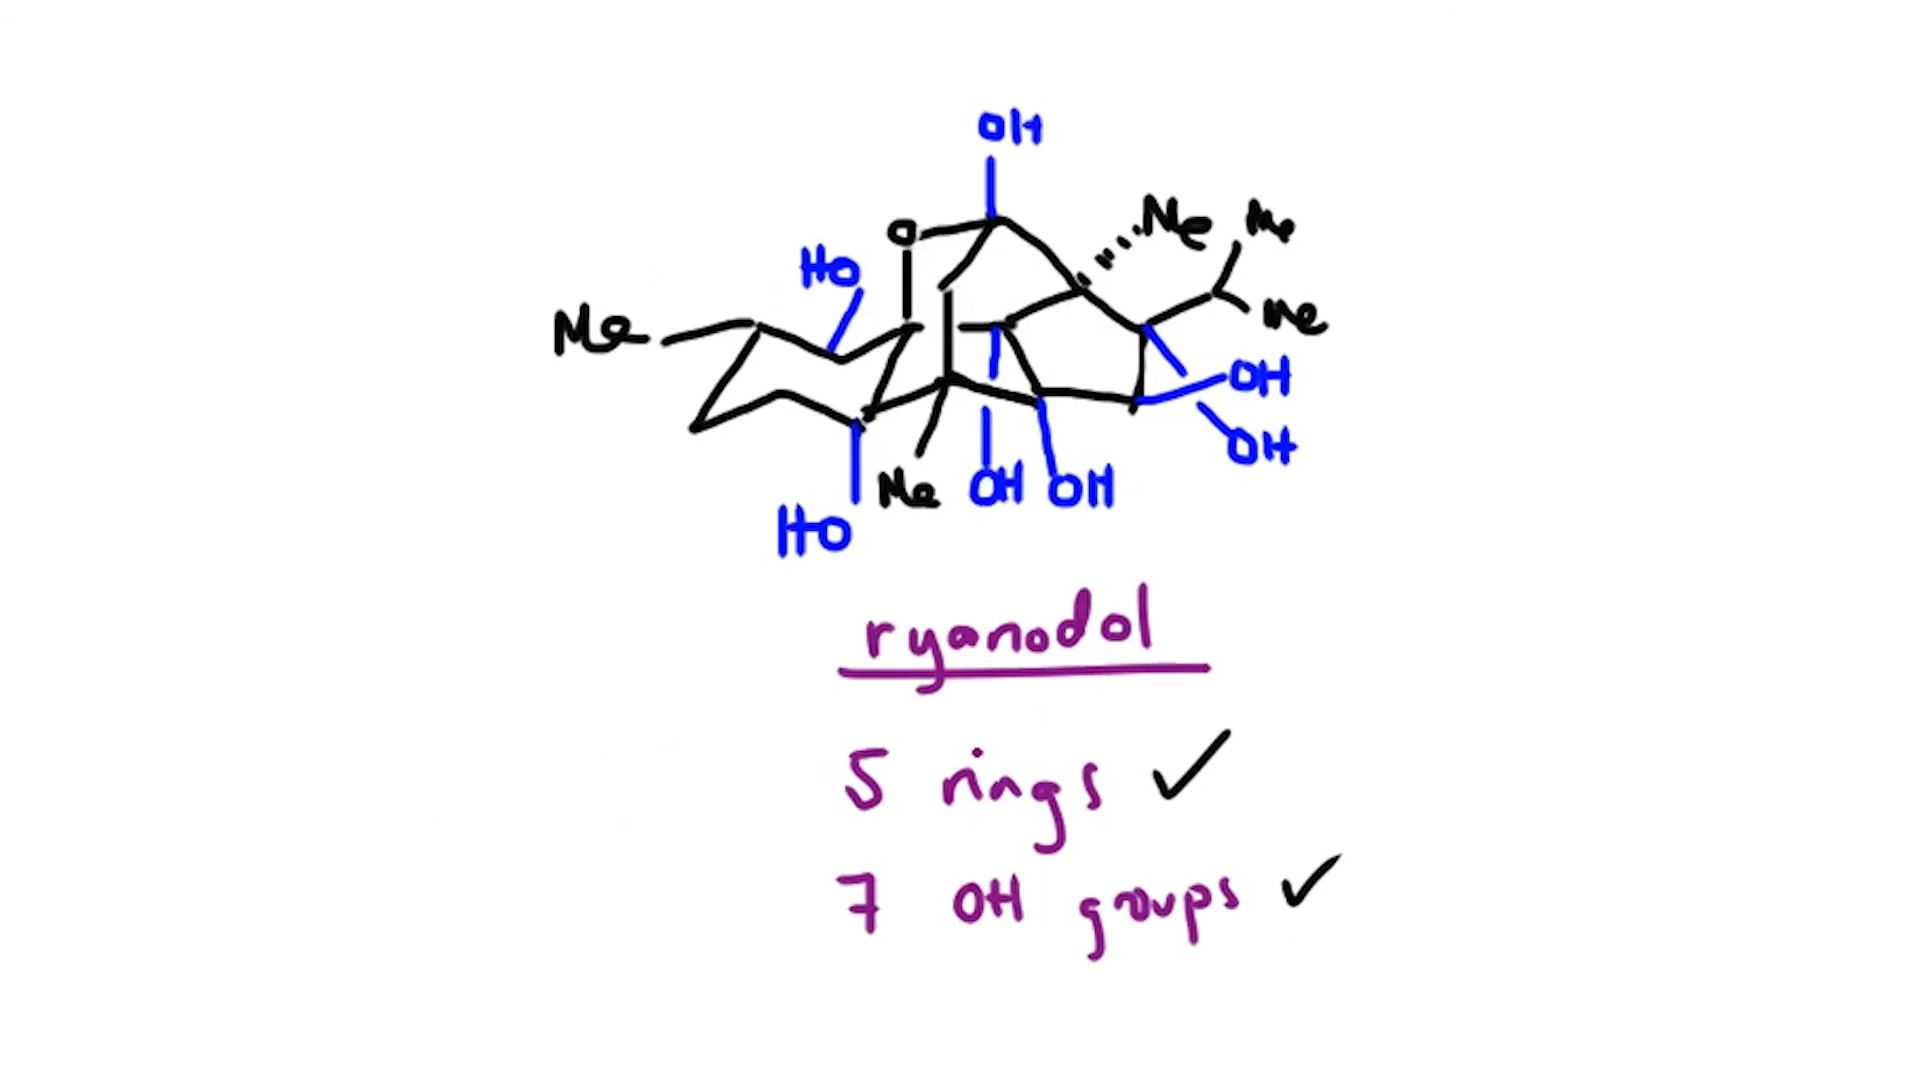 OH
Me
Me
O
HO
Me
Me
OH
OH
Me
OH
OH
HO
ryanodol
5 rings ✓
7 OH groups ✓